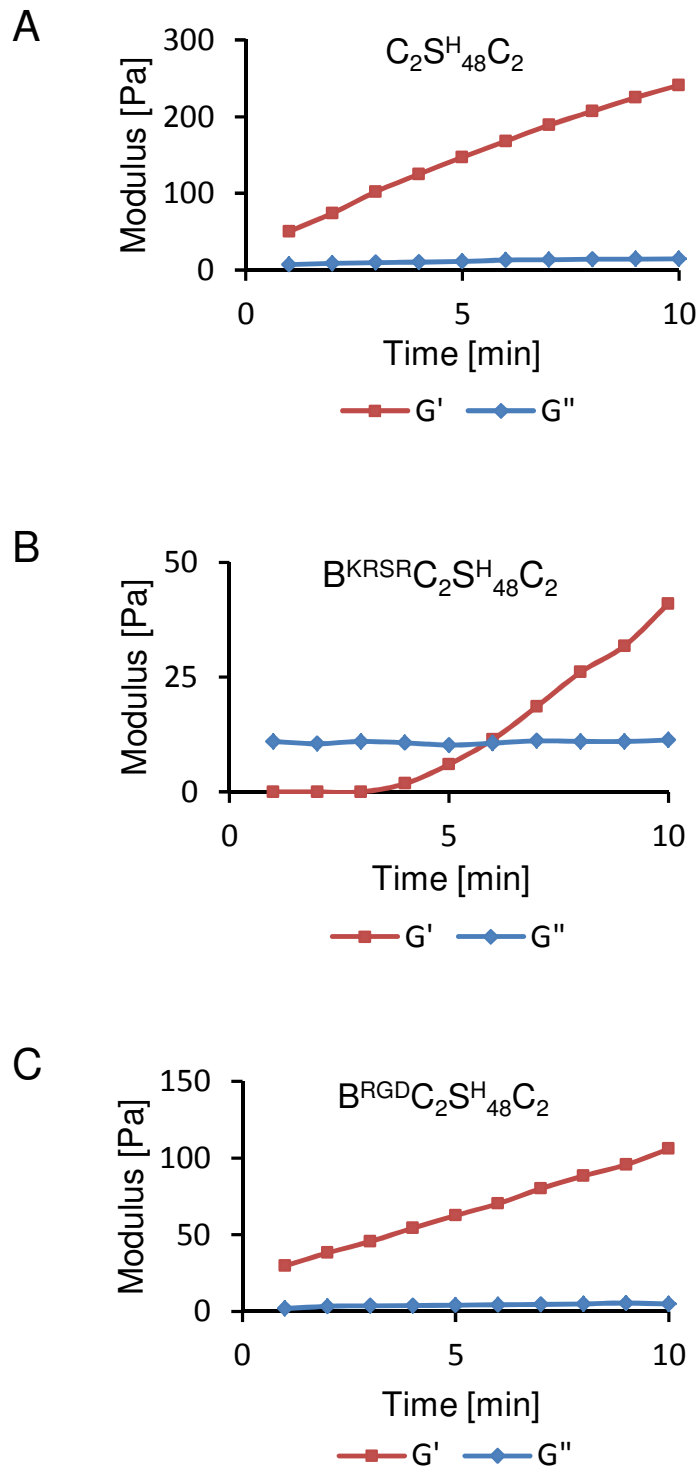 A
C₂Sᴴ₄₈C₂
Modulus [Pa]
300
200
100
0
0 5 10
Time [min]
G' G"
B
BᴷᴿˢᴿC₂Sᴴ₄₈C₂
Modulus [Pa]
50
25
0
0 5 10
Time [min]
G' G"
C
BᴿᴳᴰC₂Sᴴ₄₈C₂
Modulus [Pa]
150
100
50
0
0 5 10
Time [min]
G' G"